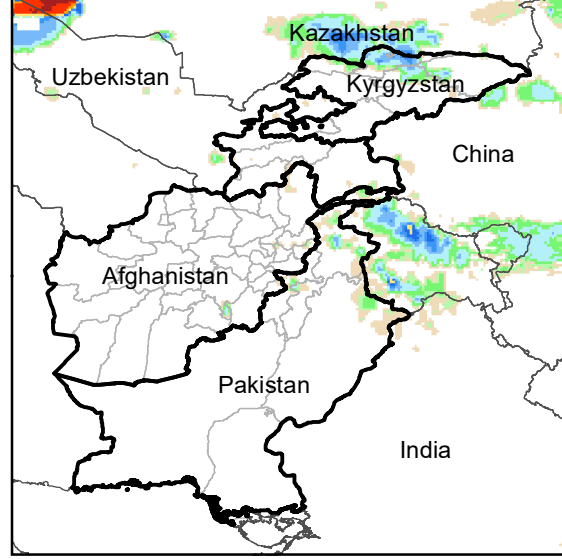 Kazakhstan
Uzbekistan
Kyrgyzstan
China
Afghanistan
Pakistan
India